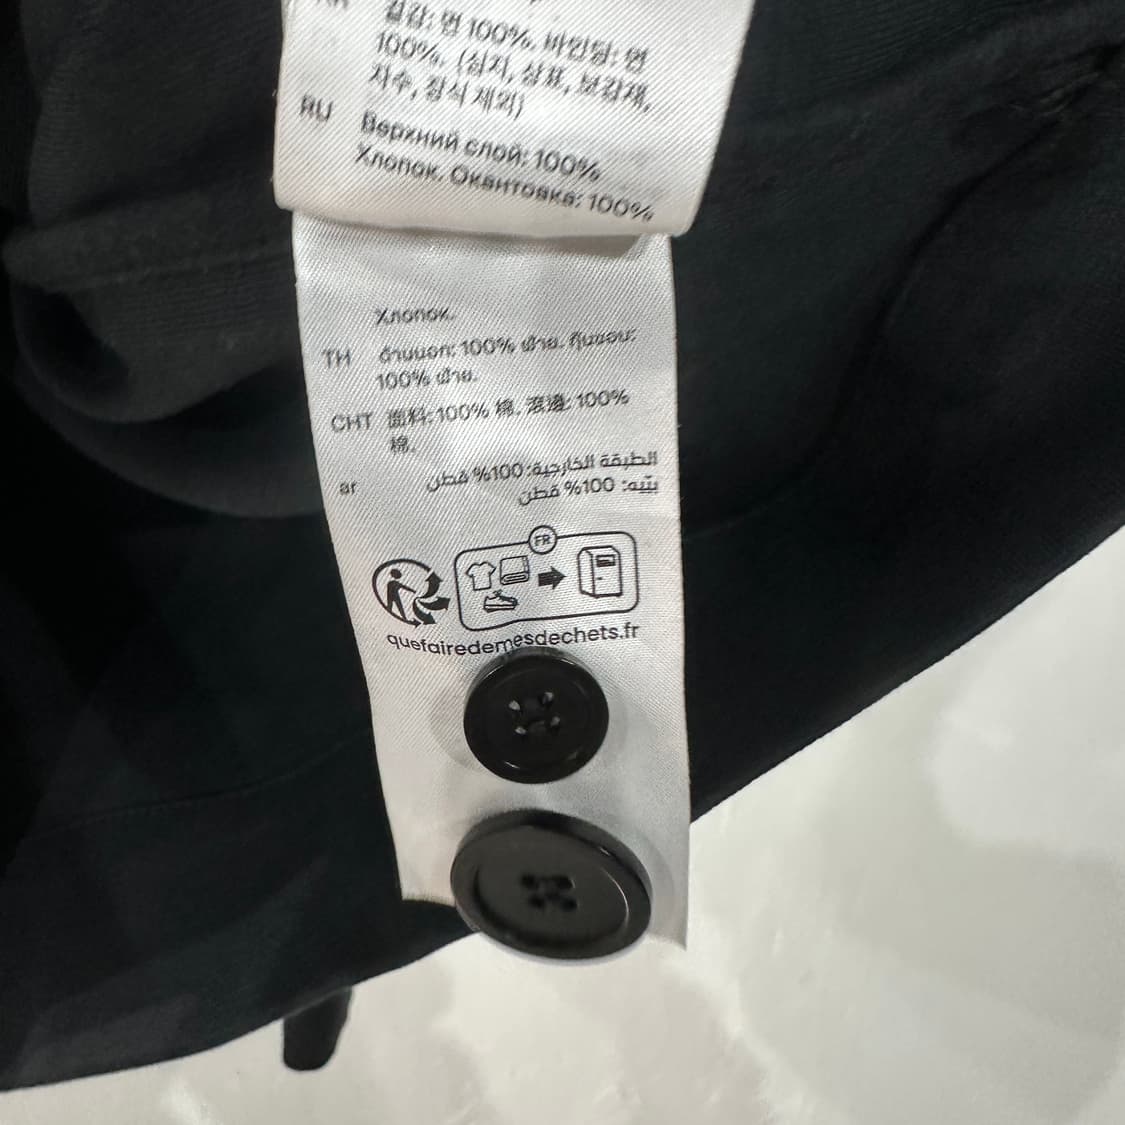 겉감: 면 100%. 바인딩: 면
100%. (심지, 상표, 보강재,
자수, 장식 제외)
RU Верхний слой: 100%
Хлопок. Окантовка: 100%
Хлопок.
TH ด้านนอก: 100% ฝ้าย. กุ๊นขอบ:
100% ฝ้าย.
CHT 面料: 100% 棉. 滾邊: 100%
棉.
ar الطبقة الخارجية: 100% قطن
بتّيه: 100% قطن
FR
quefairedemesdechets.fr